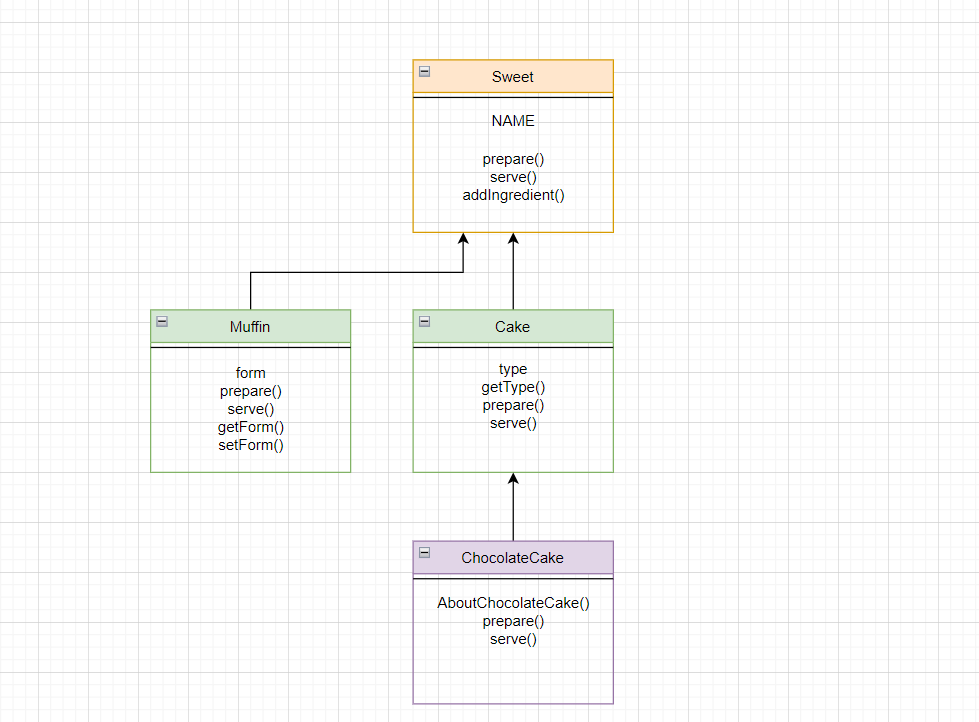 Sweet
NAME
prepare()
serve()
addIngredient()
Muffin
form
prepare()
serve()
getForm()
setForm()
Cake
type
getType()
prepare()
serve()
ChocolateCake
AboutChocolateCake()
prepare()
serve()